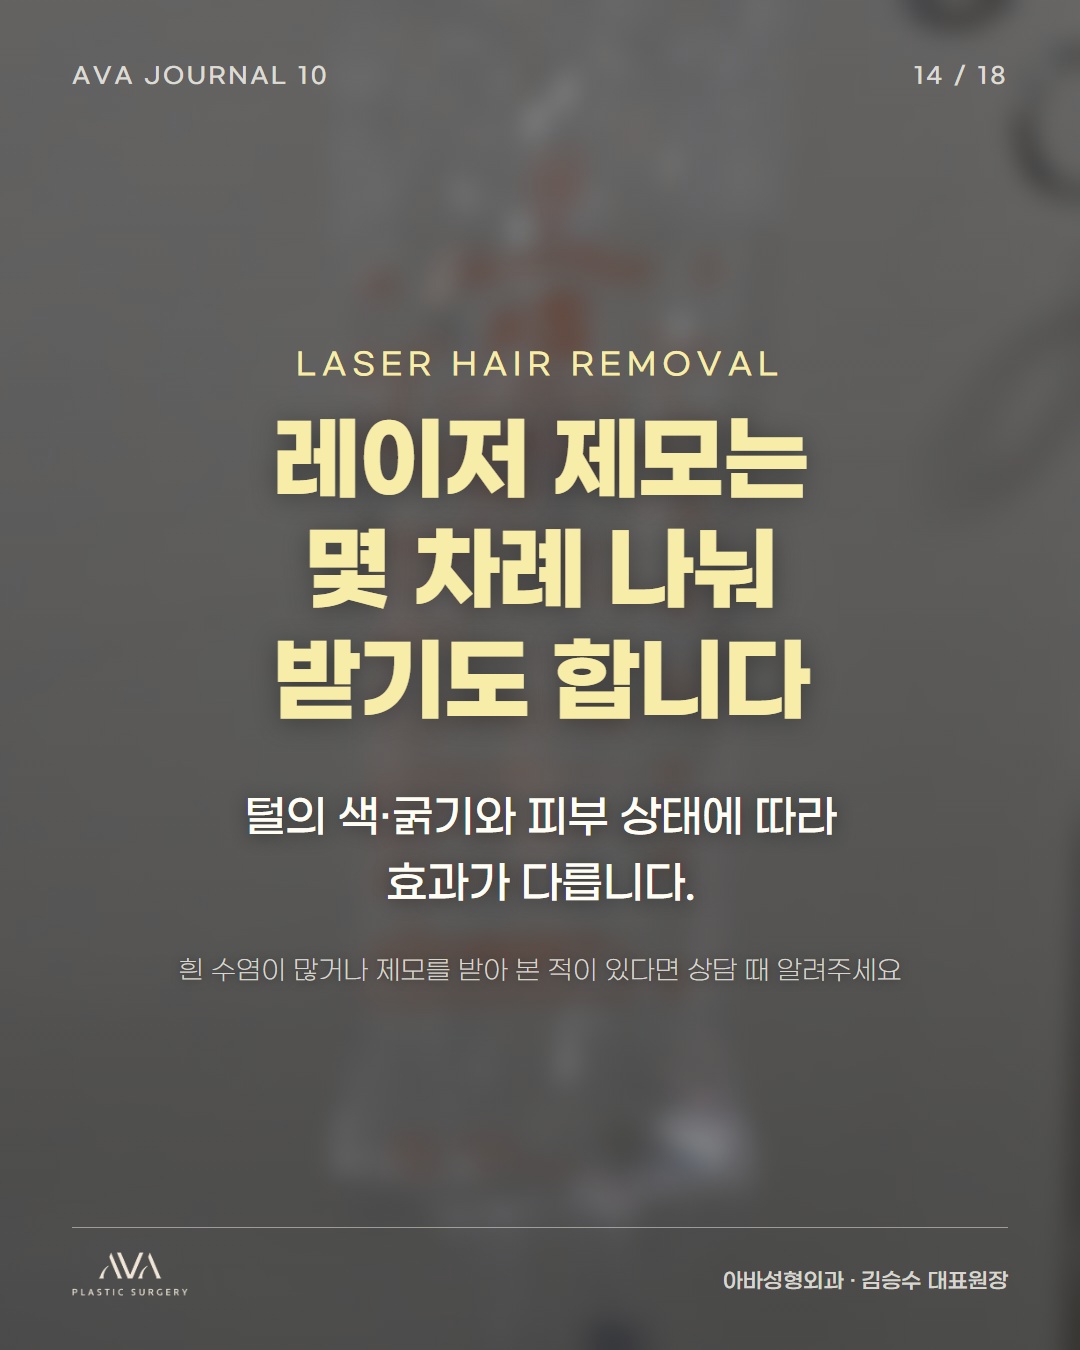 AVA JOURNAL 10
14 / 18
LASER HAIR REMOVAL
레이저 제모는
몇 차례 나눠
받기도 합니다
털의 색·굵기와 피부 상태에 따라
효과가 다릅니다.
흰 수염이 많거나 제모를 받아 본 적이 있다면 상담 때 알려주세요
AVA
PLASTIC SURGERY
아바성형외과 · 김승수 대표원장